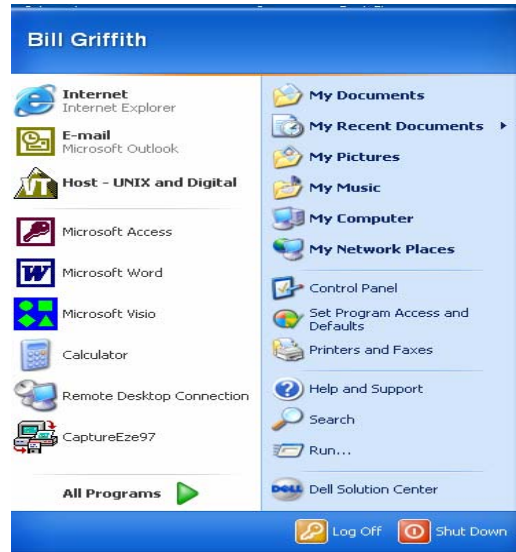 Bill Griffith
Internet
Internet Explorer
E-mail
Microsoft Outlook
Host - UNIX and Digital
Microsoft Access
Microsoft Word
Microsoft Visio
Calculator
Remote Desktop Connection
CaptureEze97
All Programs
My Documents
My Recent Documents
My Pictures
My Music
My Computer
My Network Places
Control Panel
Set Program Access and
Defaults
Printers and Faxes
Help and Support
Search
Run...
DELL Dell Solution Center
Log Off Shut Down